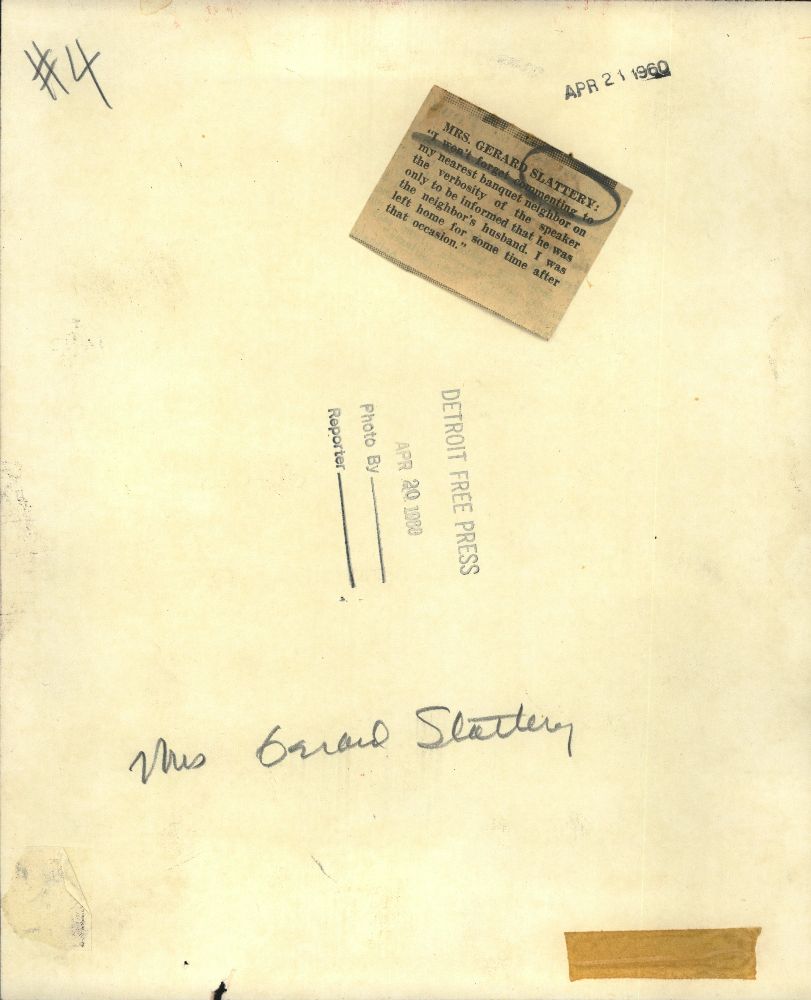 #4
APR 21 1960
MRS. GERARD SLATTERY:
"I won't forget commenting to
my nearest banquet neighbor on
the verbosity of the speaker
only to be informed that he was
the neighbor's husband. I was
left home for some time after
that occasion."
DETROIT FREE PRESS
APR 20 1960
Photo By
Reporter
Mrs Gerard Slattery